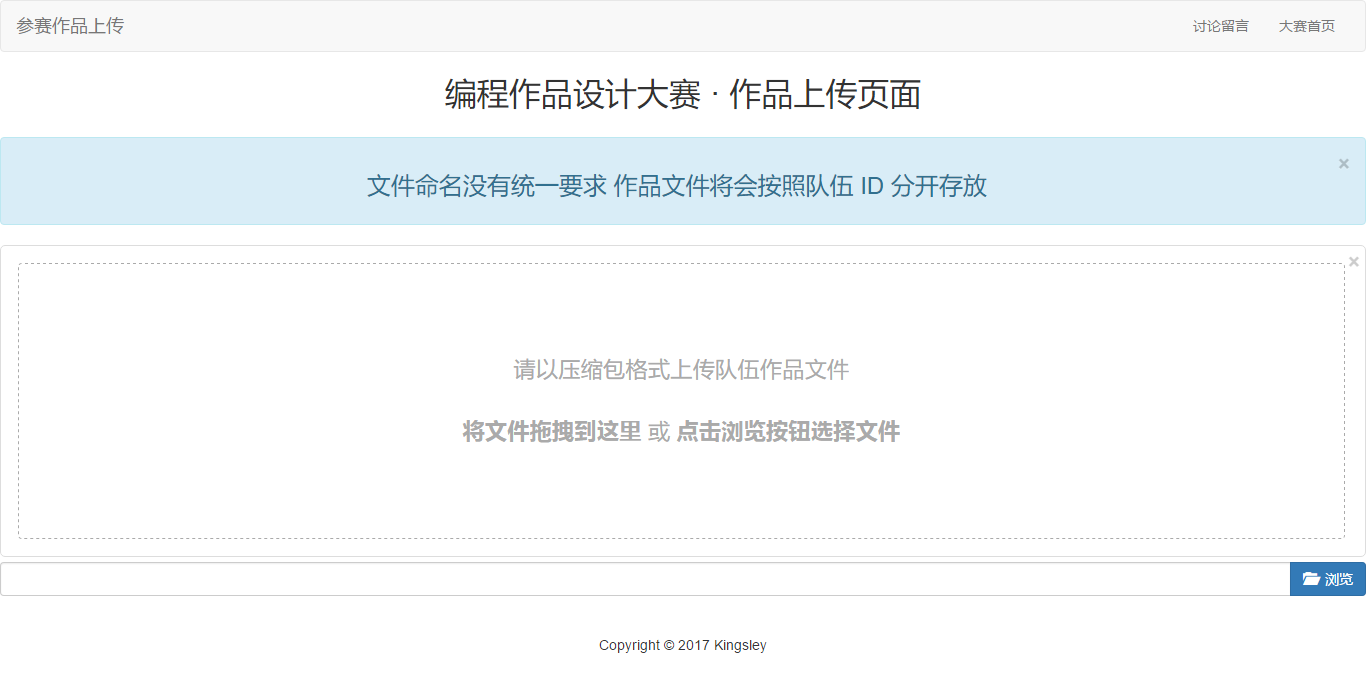 参赛作品上传 讨论留言 大赛首页
编程作品设计大赛 · 作品上传页面
×
文件命名没有统一要求 作品文件将会按照队伍 ID 分开存放
×
请以压缩包格式上传队伍作品文件
将文件拖拽到这里 或 点击浏览按钮选择文件
浏览
Copyright © 2017 Kingsley